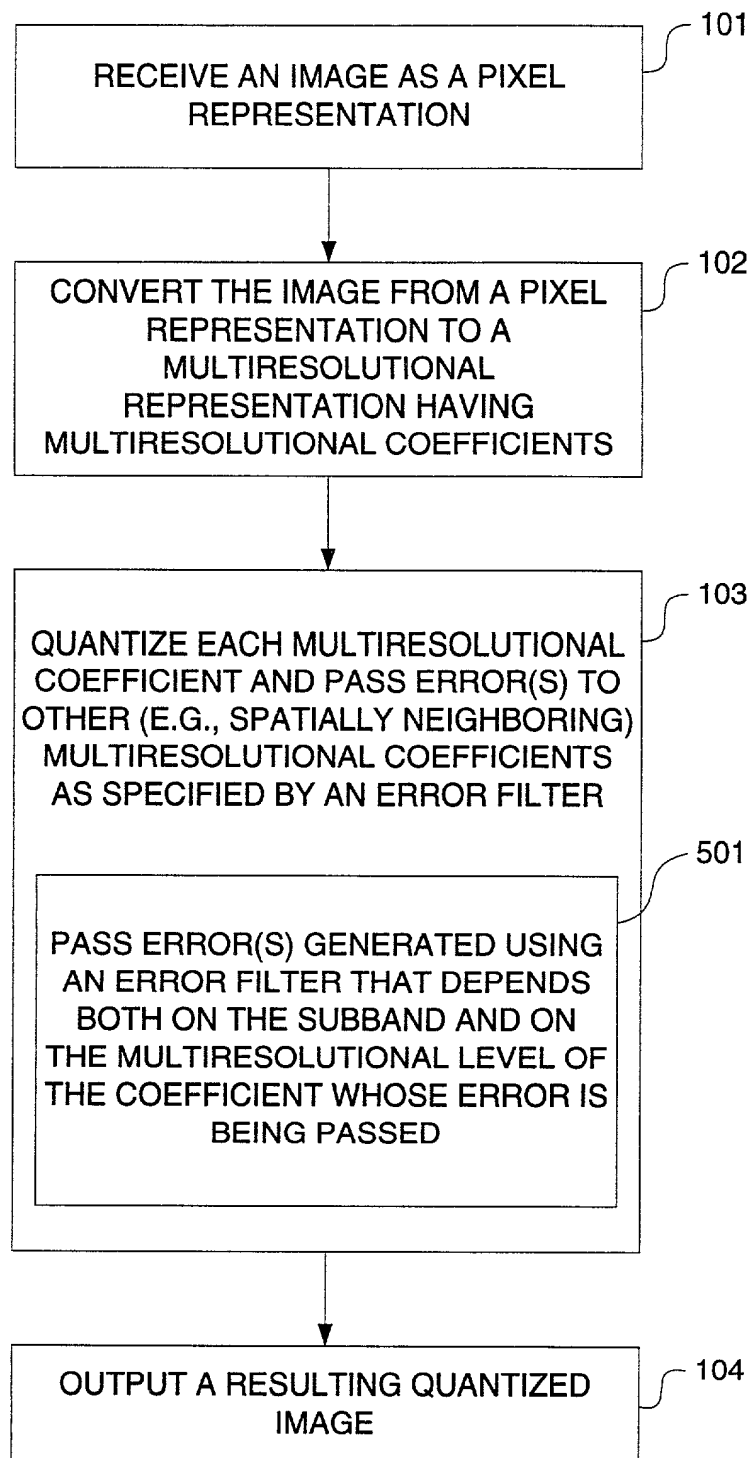 101
RECEIVE AN IMAGE AS A PIXEL
REPRESENTATION
102
CONVERT THE IMAGE FROM A PIXEL
REPRESENTATION TO A
MULTIRESOLUTIONAL
REPRESENTATION HAVING
MULTIRESOLUTIONAL COEFFICIENTS
103
QUANTIZE EACH MULTIRESOLUTIONAL
COEFFICIENT AND PASS ERROR(S) TO
OTHER (E.G., SPATIALLY NEIGHBORING)
MULTIRESOLUTIONAL COEFFICIENTS
AS SPECIFIED BY AN ERROR FILTER
501
PASS ERROR(S) GENERATED USING
AN ERROR FILTER THAT DEPENDS
BOTH ON THE SUBBAND AND ON
THE MULTIRESOLUTIONAL LEVEL OF
THE COEFFICIENT WHOSE ERROR IS
BEING PASSED
104
OUTPUT A RESULTING QUANTIZED
IMAGE